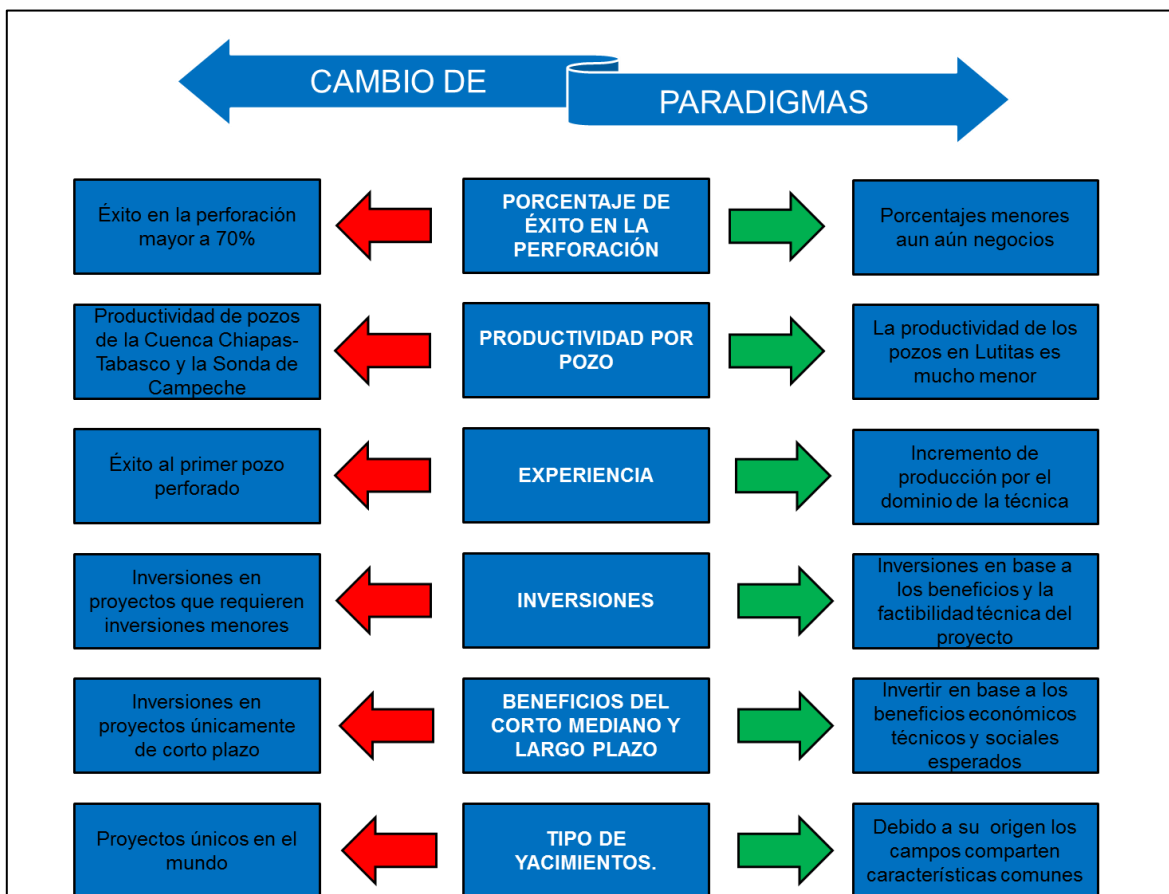 CAMBIO DE
PARADIGMAS
Éxito en la perforación
mayor a 70%
PORCENTAJE DE
ÉXITO EN LA
PERFORACIÓN
Porcentajes menores
aun aún negocios
Productividad de pozos
de la Cuenca Chiapas-
Tabasco y la Sonda de
Campeche
PRODUCTIVIDAD POR
POZO
La productividad de los
pozos en Lutitas es
mucho menor
Éxito al primer pozo
perforado
EXPERIENCIA
Incremento de
producción por el
dominio de la técnica
Inversiones en
proyectos que requieren
inversiones menores
INVERSIONES
Inversiones en base a
los beneficios y la
factibilidad técnica del
proyecto
Inversiones en
proyectos únicamente
de corto plazo
BENEFICIOS DEL
CORTO MEDIANO Y
LARGO PLAZO
Invertir en base a los
beneficios económicos
técnicos y sociales
esperados
Proyectos únicos en el
mundo
TIPO DE
YACIMIENTOS.
Debido a su origen los
campos comparten
características comunes